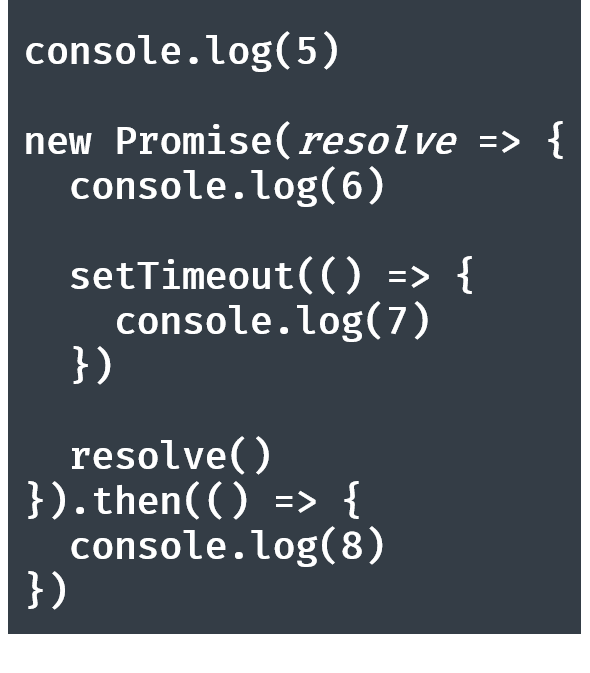 console.log(5)
new Promise(resolve => {
  console.log(6)
  setTimeout(() => {
    console.log(7)
  })
  resolve()
}).then(() => {
  console.log(8)
})